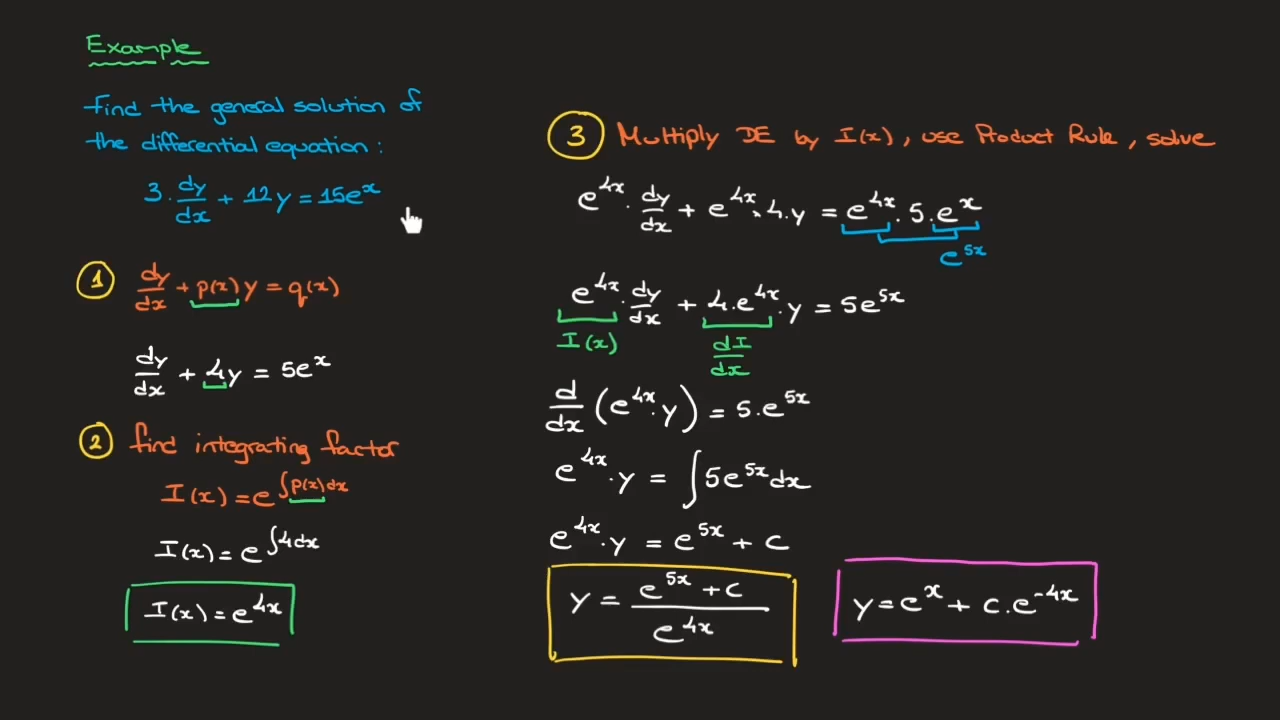 Example
Find the general solution of
the differential equation:
3. dy/dx + 12y = 15e^x
1 dy/dx + p(x) y = q(x)
dy/dx + 4y = 5e^x
2 find integrating factor
I(x) = e^∫p(x)dx
I(x) = e^∫4dx
I(x) = e^4x
3 Multiply DE by I(x), use Product Rule, solve
e^4x . dy/dx + e^4x . 4 . y = e^4x . 5 . e^x
e^5x
e^4x . dy/dx + 4 . e^4x . y = 5e^5x
I(x) dI/dx
d/dx (e^4x . y) = 5 . e^5x
e^4x . y = ∫5e^5x dx
e^4x . y = e^5x + c
y = (e^5x + c)/e^4x
y = e^x + c . e^-4x